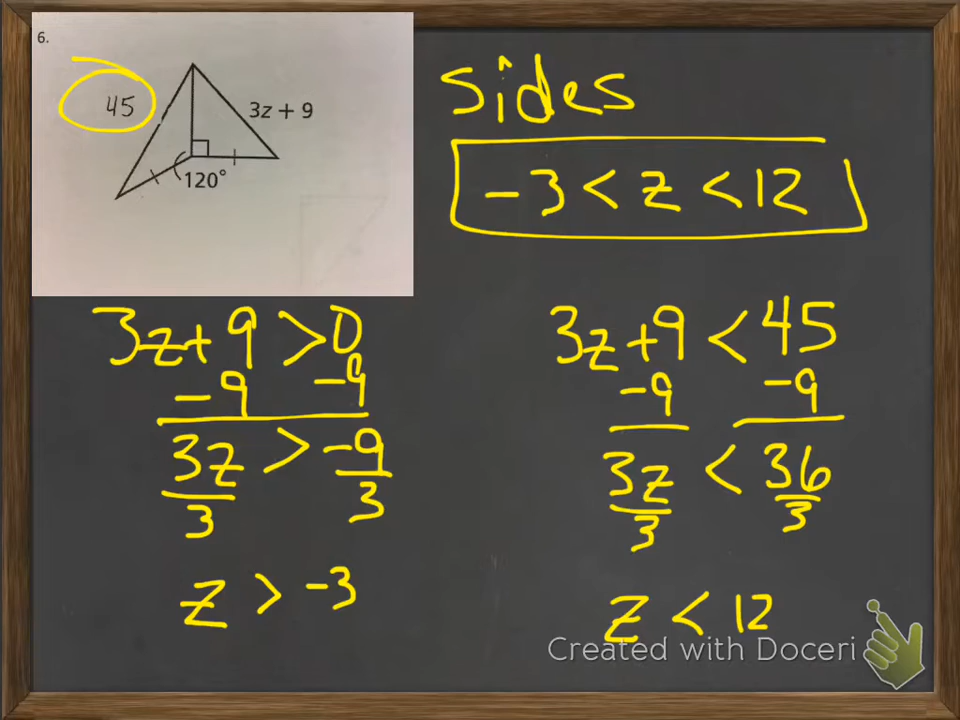 6.
45
3z + 9
120°
sides
-3 < z < 12
3z+9 >0
-9 -9
3z > -9
3 3
z > -3
3z+9 < 45
-9 -9
3z < 36
3 3
z < 12
Created with Doceri